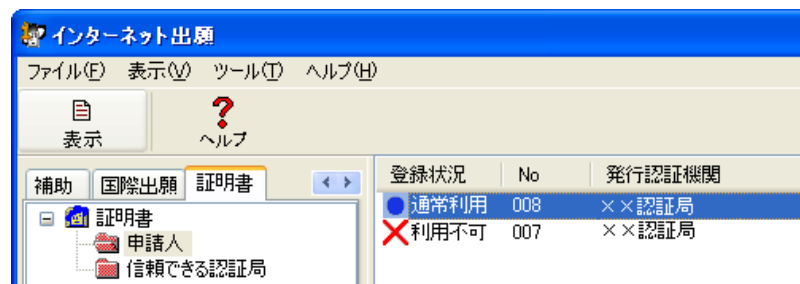 インターネット出願
ファイル(F) 表示(V) ツール(T) ヘルプ(H)
表示 ヘルプ
補助 国際出願 証明書
証明書
申請人
信頼できる認証局
登録状況 No 発行認証機関
通常利用 008 ××認証局
利用不可 007 ××認証局